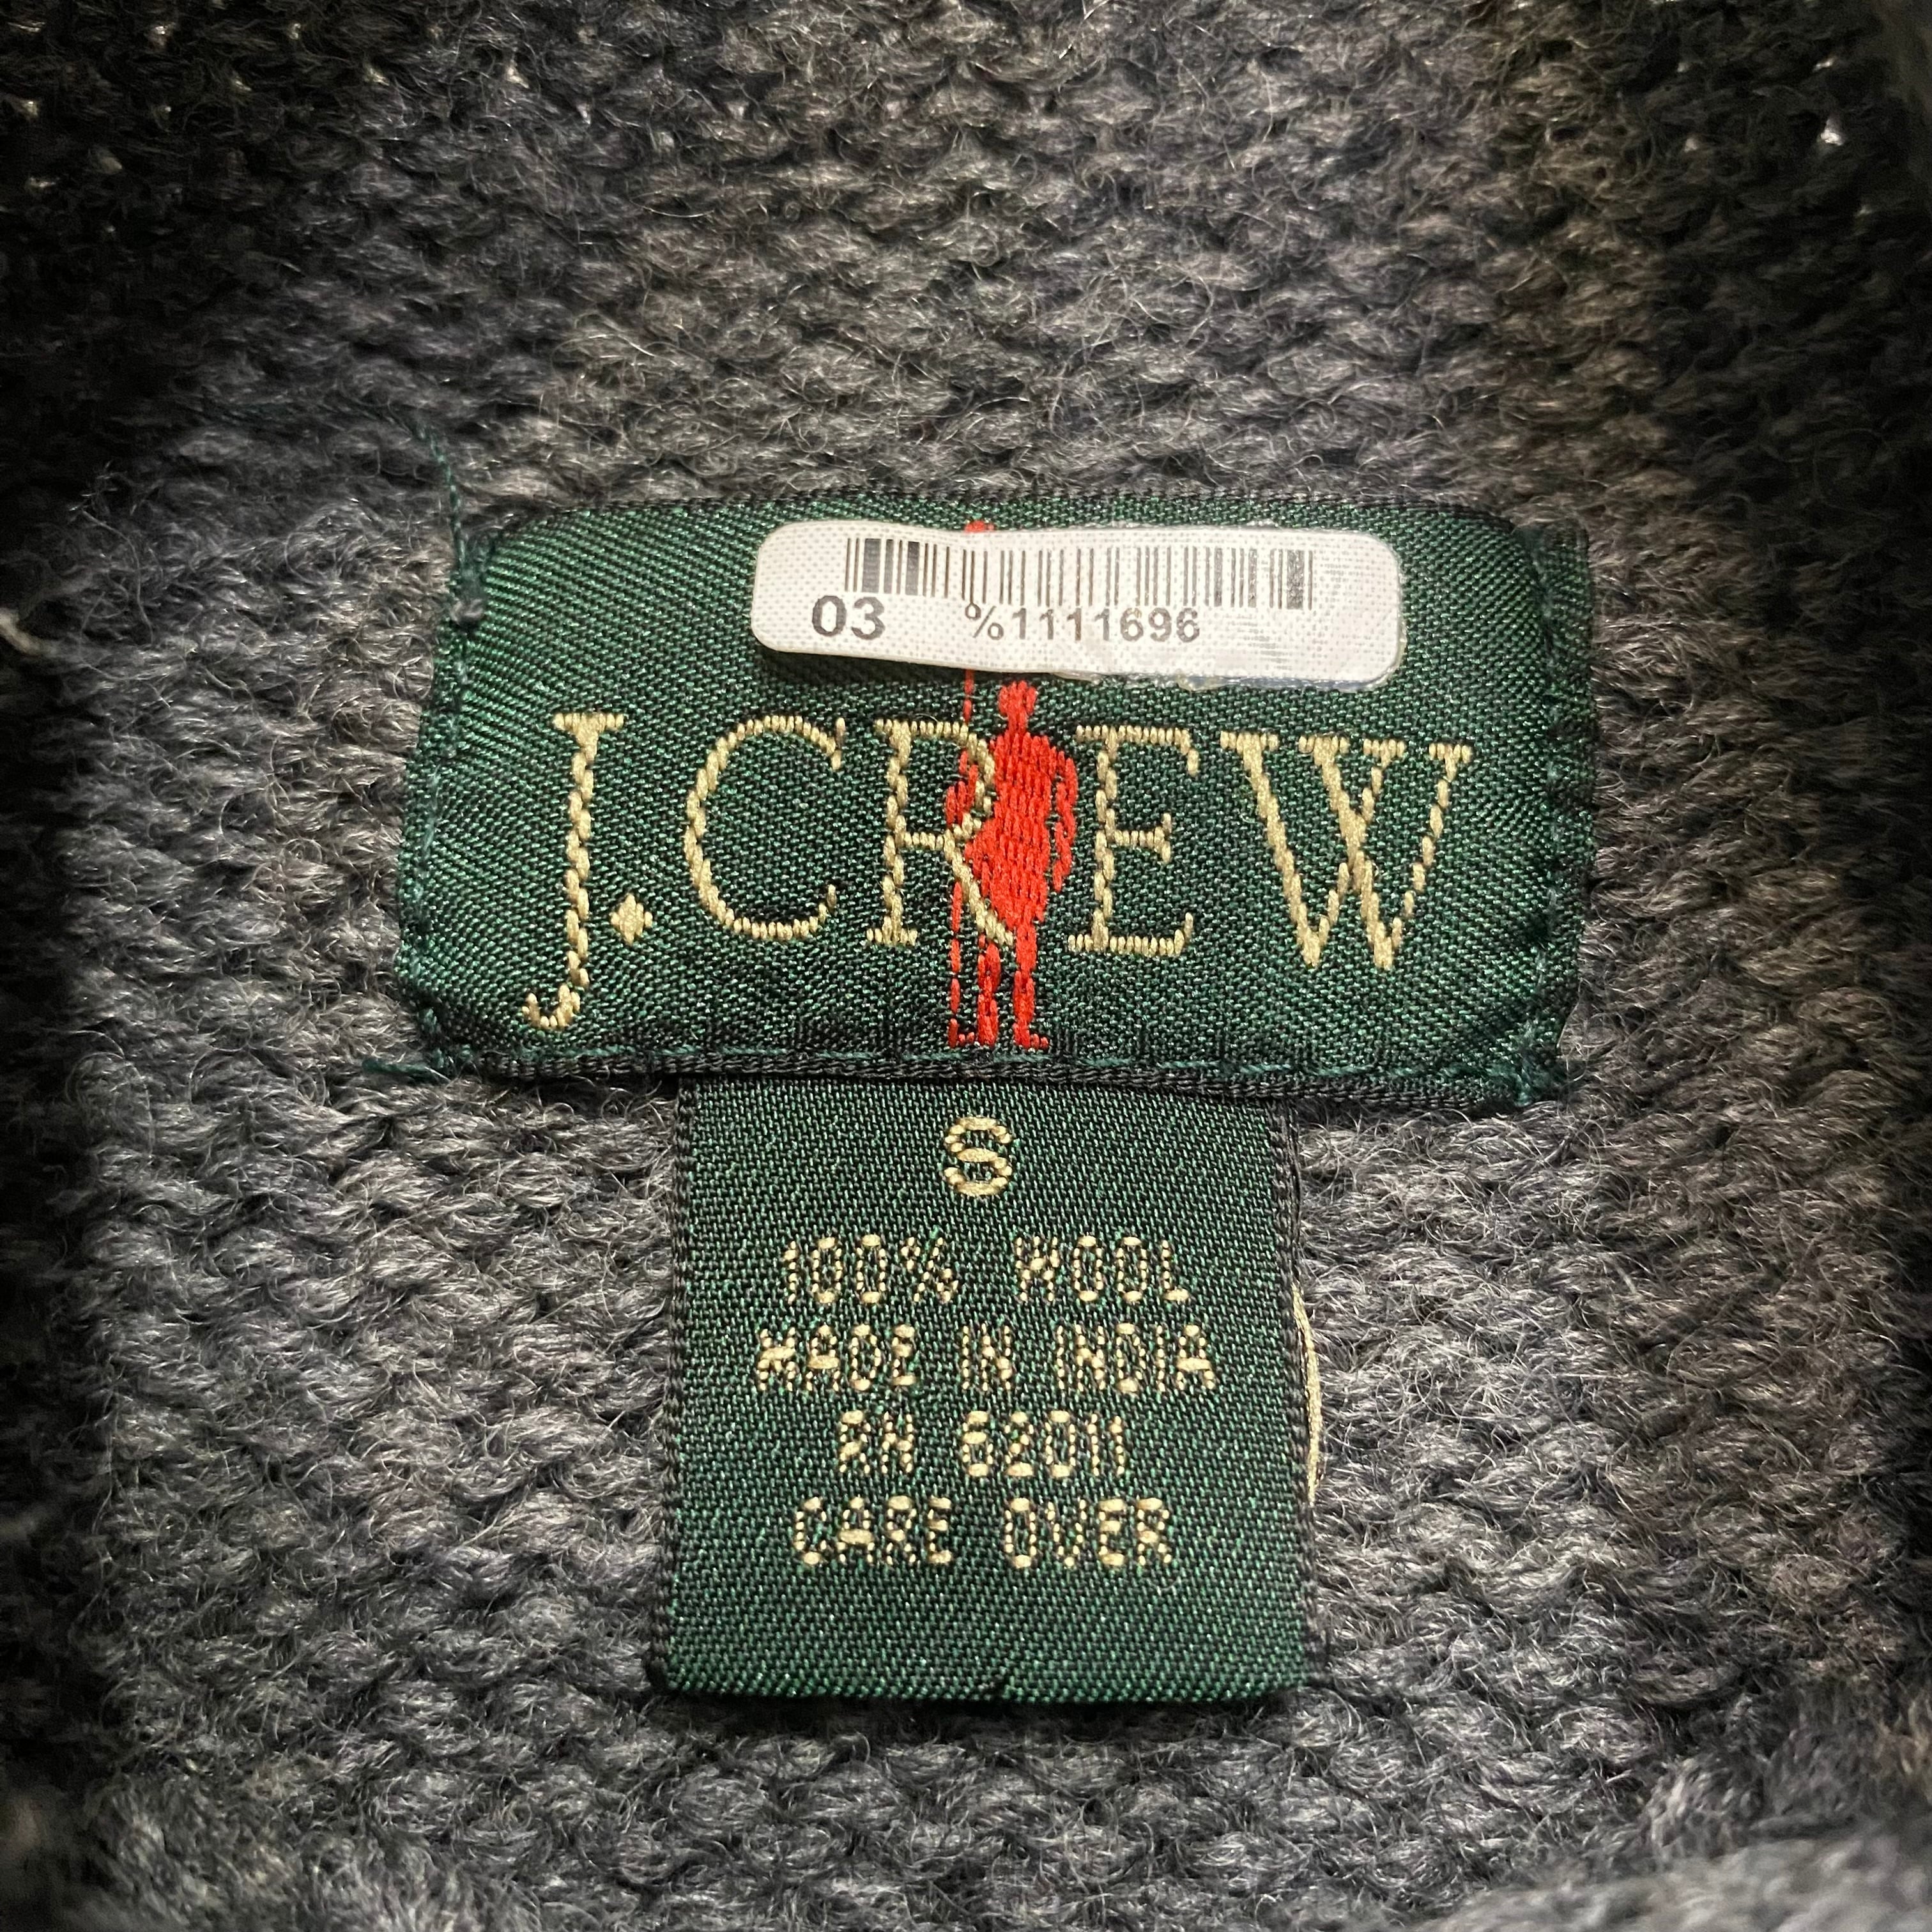 03 %1111696
J.CREW
S
100% WOOL
MADE IN INDIA
RN 62011
CARE OVER